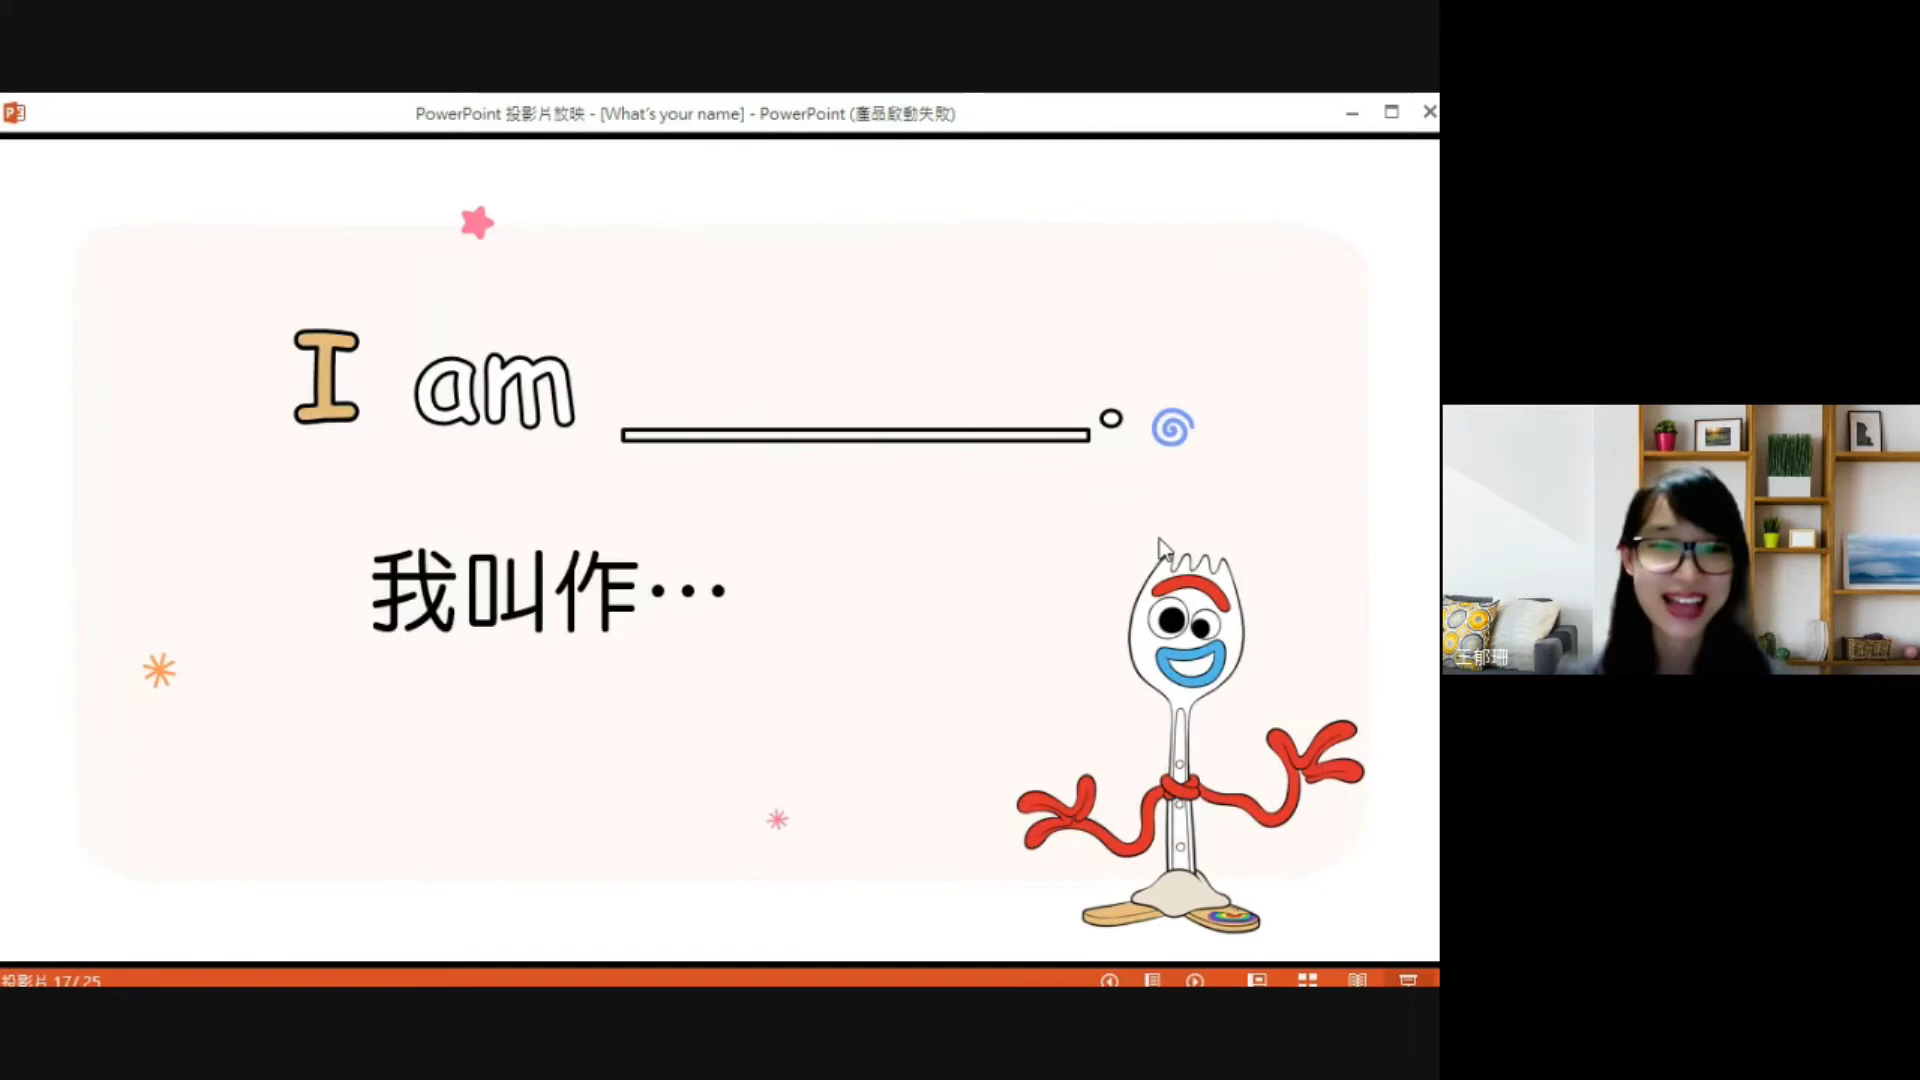 PowerPoint 投影片放映 - [What's your name] - PowerPoint (產品啟動失敗)
I am ________。
我叫作…
王郁珊
投影片 17/25